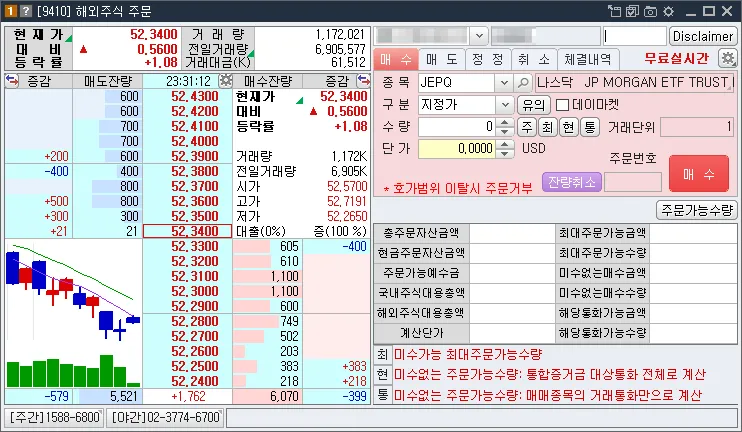 1 ? [9410] 해외주식 주문
현 재 가 52,3400 거 래 량 1,172,021
대 비 ▲ 0,5600 전일거래량 6,905,577
등 락 률 +1,08 거래대금(K) 61,512
Disclaimer
매 수 매 도 정 정 취 소 체결내역 무료실시간
증감 매도잔량 23:31:12 매수잔량 증감
600 52,4300 현재가 52,3400
600 52,4200 대비 ▲ 0,5600
700 52,4100 등락률 +1,08
700 52,4000
+200 600 52,3900 거래량 1,172K
-400 400 52,3800 전일거래량 6,905K
800 52,3700 시가 52,5700
+500 800 52,3600 고가 52,7191
+300 300 52,3500 저가 52,2650
+21 21 52,3400 대출(0%) 증(100 %)
52,3300 605 -400
52,3200 610
52,3100 1,100
52,3000 1,100
52,2900 600
52,2800 749
52,2700 502
52,2600 203
52,2500 383 +383
52,2400 218 +218
-579 5,521 +1,762 6,070 -399
종 목 JEPQ 나스닥 JP MORGAN ETF TRUST
구 분 지정가 유의 데이마켓
수 량 0 주 최 현 통 거래단위 1
단 가 0,0000 USD
주문번호
* 호가범위 이탈시 주문거부 잔량취소 매 수
주문가능수량
총주문자산금액 최대주문가능금액
현금주문자산금액 최대주문가능수량
주문가능예수금 미수없는매수금액
국내주식대용총액 미수없는매수수량
해외주식대용총액 해당통화가능금액
계산단가 해당통화가능수량
최 미수가능 최대주문가능수량
현 미수없는 주문가능수량: 통합증거금 대상통화 전체로 계산
통 미수없는 주문가능수량: 매매종목의 거래통화만으로 계산
[주간]1588-6800 [야간]02-3774-6700